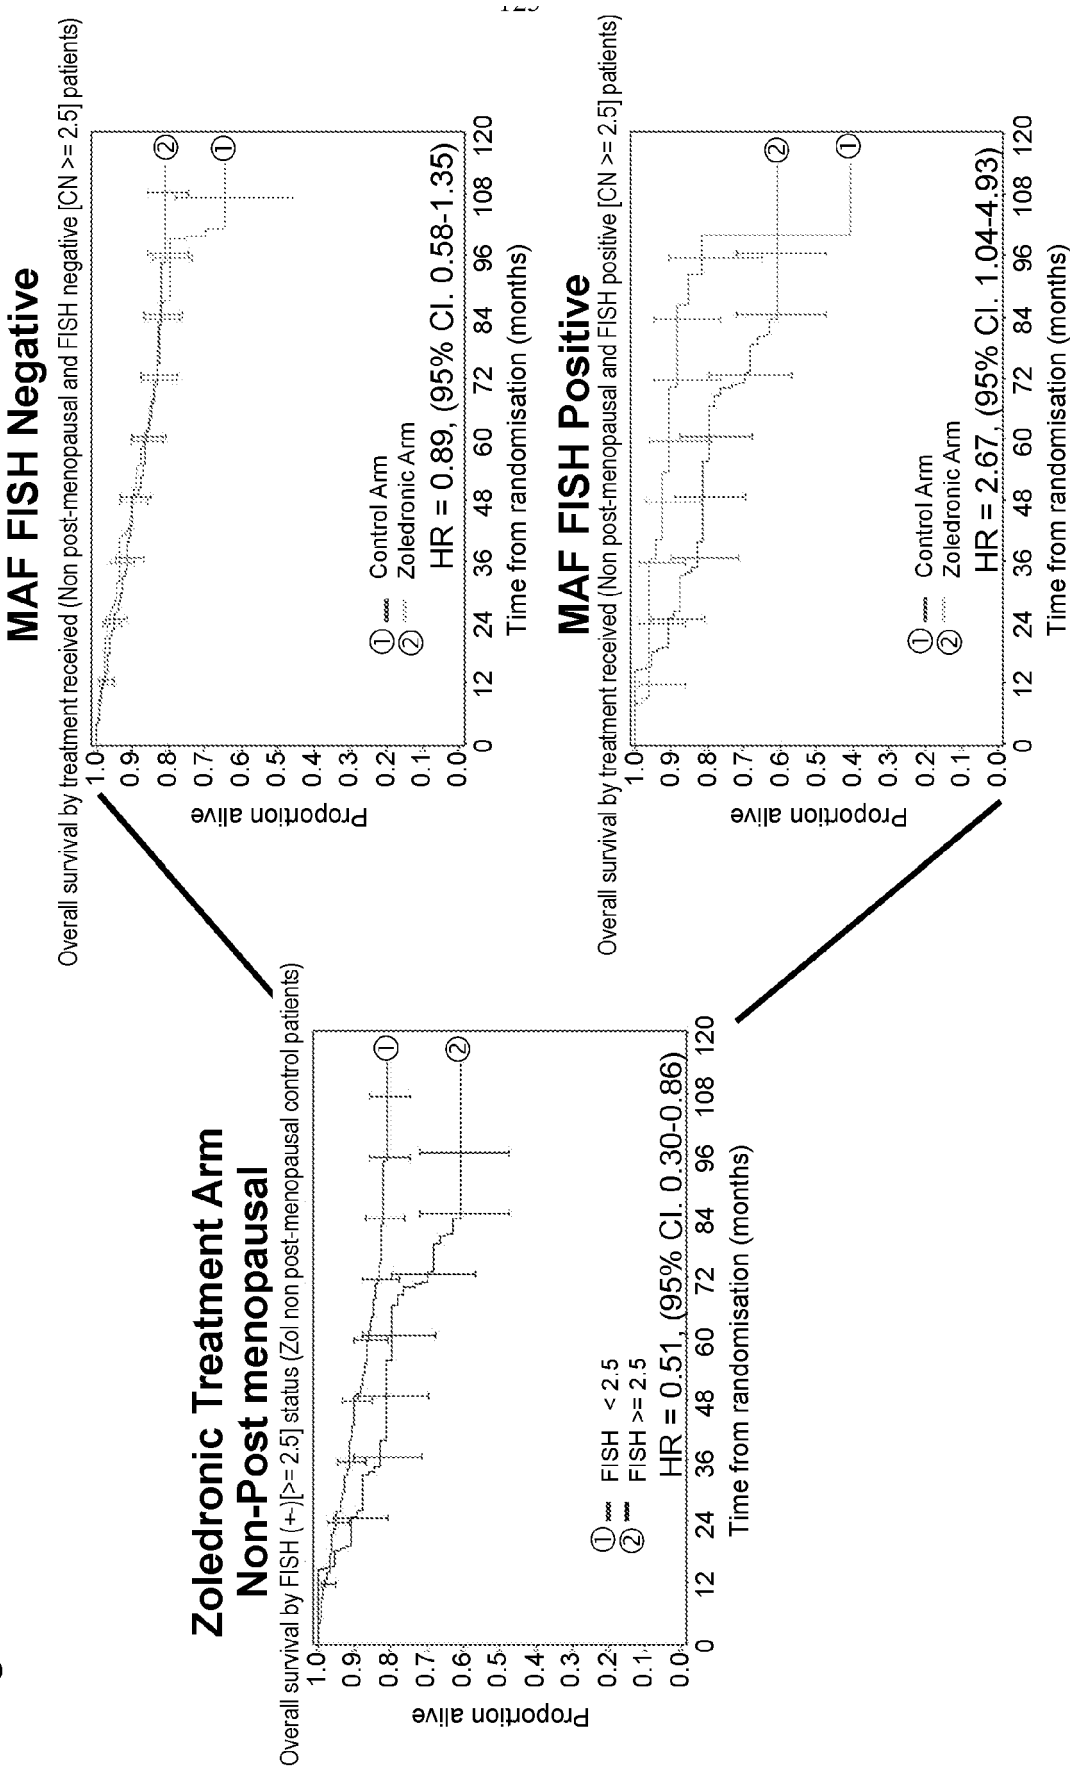 Zoledronic Treatment Arm
Non-Post menopausal
Overall survival by FISH (+-)[>= 2.5] status (Zol non post-menopausal control patients)
Proportion alive
1.0
0.9
0.8
0.7
0.6
0.5
0.4
0.3
0.2
0.1
0.0
① FISH < 2.5
② FISH >= 2.5
HR = 0.51, (95% CI. 0.30-0.86)
①
②
0 12 24 36 48 60 72 84 96 108 120
Time from randomisation (months)
MAF FISH Negative
Overall survival by treatment received (Non post-menopausal and FISH negative [CN >= 2.5] patients)
Proportion alive
1.0
0.9
0.8
0.7
0.6
0.5
0.4
0.3
0.2
0.1
0.0
① Control Arm
② Zoledronic Arm
HR = 0.89, (95% CI. 0.58-1.35)
②
①
0 12 24 36 48 60 72 84 96 108 120
Time from randomisation (months)
MAF FISH Positive
Overall survival by treatment received (Non post-menopausal and FISH positive [CN >= 2.5] patients)
Proportion alive
1.0
0.9
0.8
0.7
0.6
0.5
0.4
0.3
0.2
0.1
0.0
① Control Arm
② Zoledronic Arm
HR = 2.67, (95% CI. 1.04-4.93)
②
①
0 12 24 36 48 60 72 84 96 108 120
Time from randomisation (months)